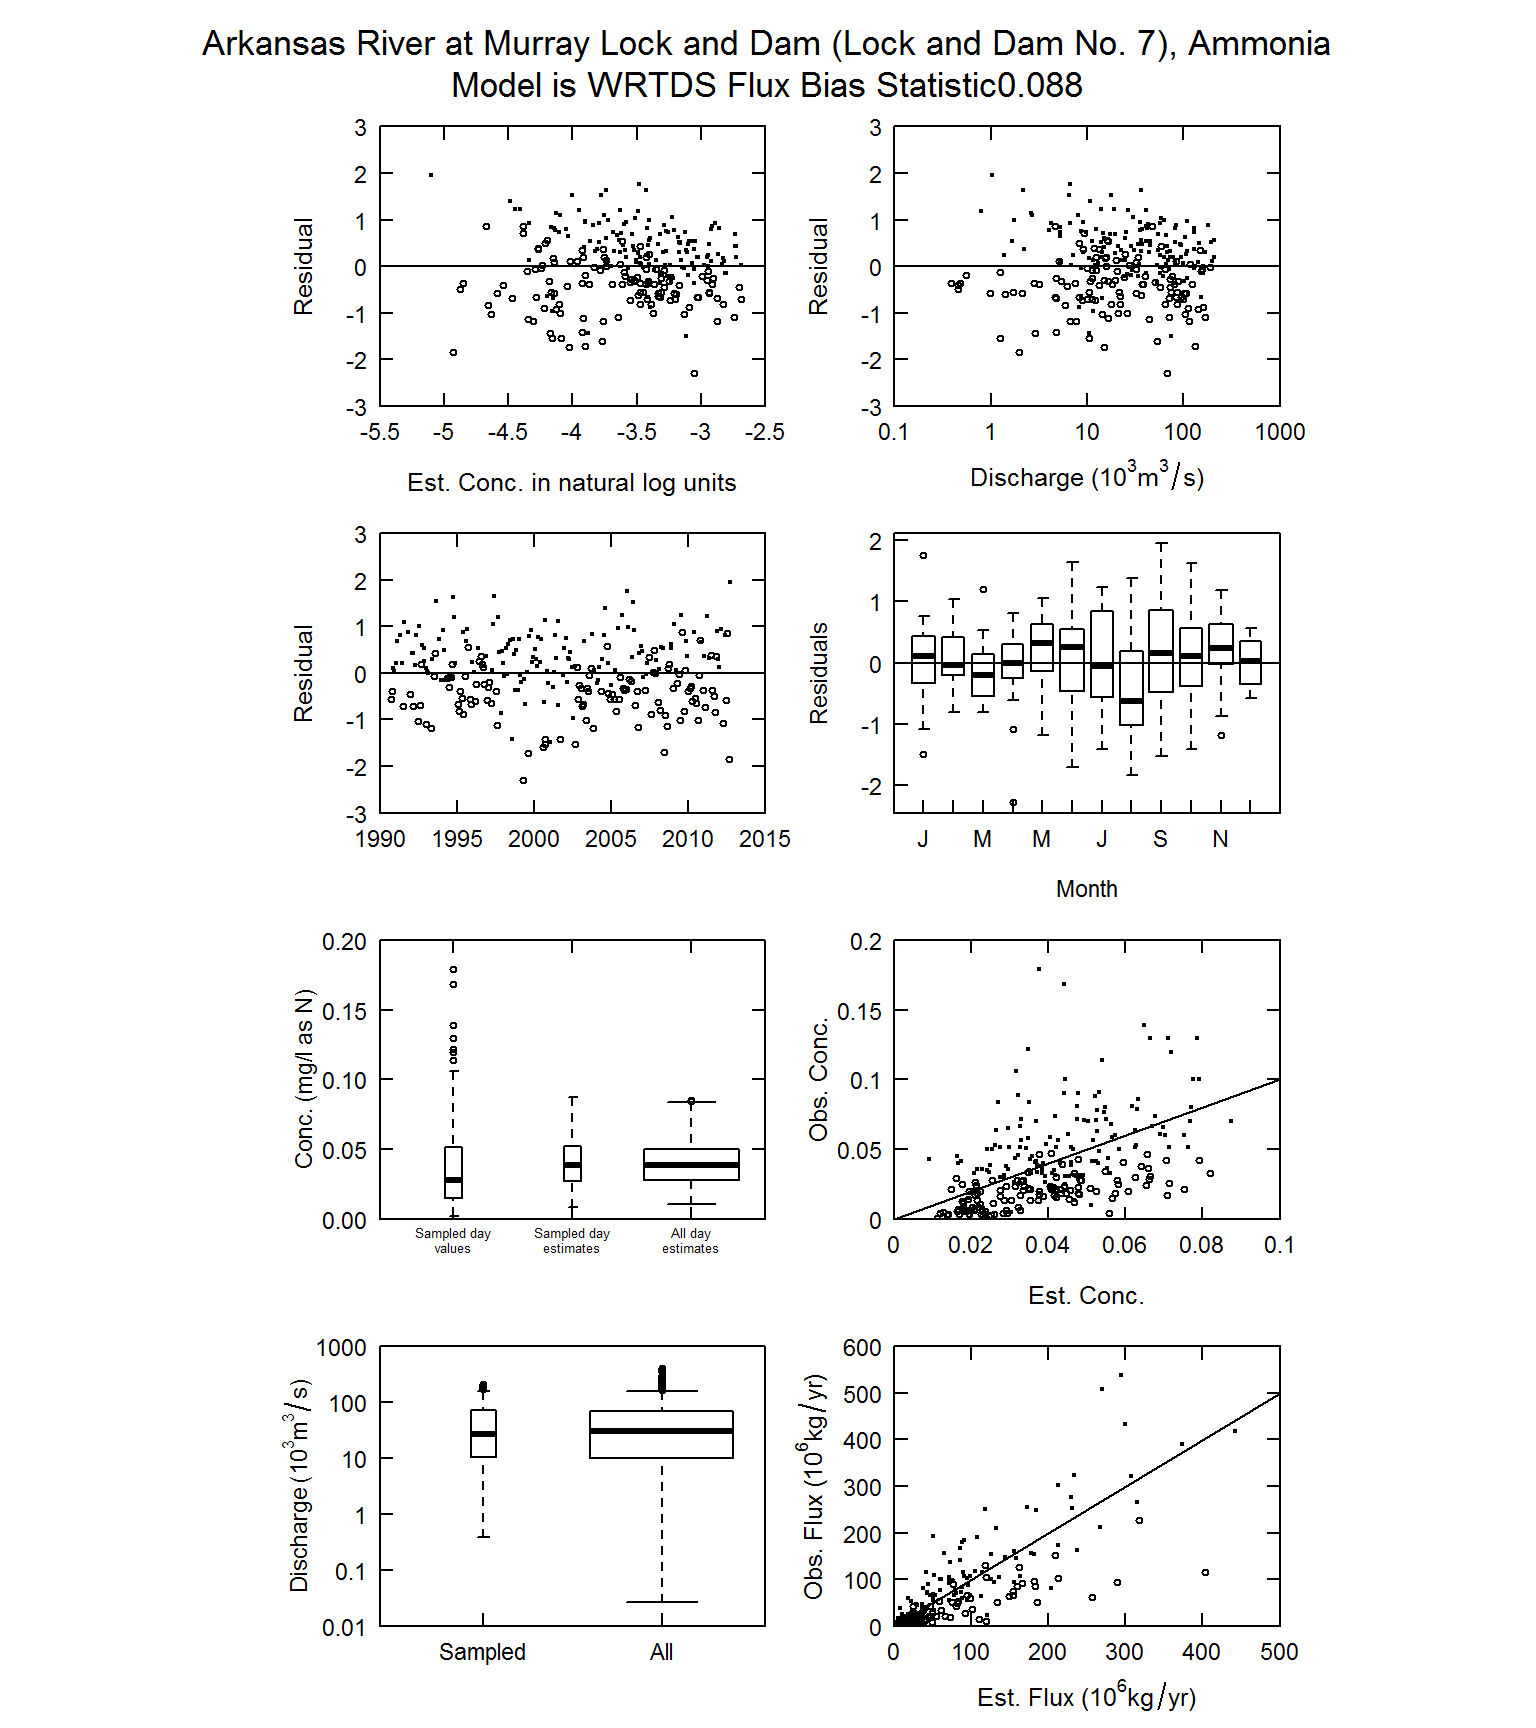 Arkansas River at Murray Lock and Dam (Lock and Dam No. 7), Ammonia
Model is WRTDS Flux Bias Statistic0.088
3
2
1
0
-1
-2
-3
Residual
-5.5 -5 -4.5 -4 -3.5 -3 -2.5
Est. Conc. in natural log units
3
2
1
0
-1
-2
-3
Residual
0.1 1 10 100 1000
Discharge (10³m³/s)
3
2
1
0
-1
-2
-3
Residual
1990 1995 2000 2005 2010 2015
2
1
0
-1
-2
Residuals
J M M J S N
Month
0.20
0.15
0.10
0.05
0.00
Conc. (mg/l as N)
Sampled day values
Sampled day estimates
All day estimates
0.2
0.15
0.1
0.05
0
Obs. Conc.
0 0.02 0.04 0.06 0.08 0.1
Est. Conc.
1000
100
10
1
0.1
0.01
Discharge (10³m³/s)
Sampled All
600
500
400
300
200
100
0
Obs. Flux (10⁶kg/yr)
0 100 200 300 400 500
Est. Flux (10⁶kg/yr)